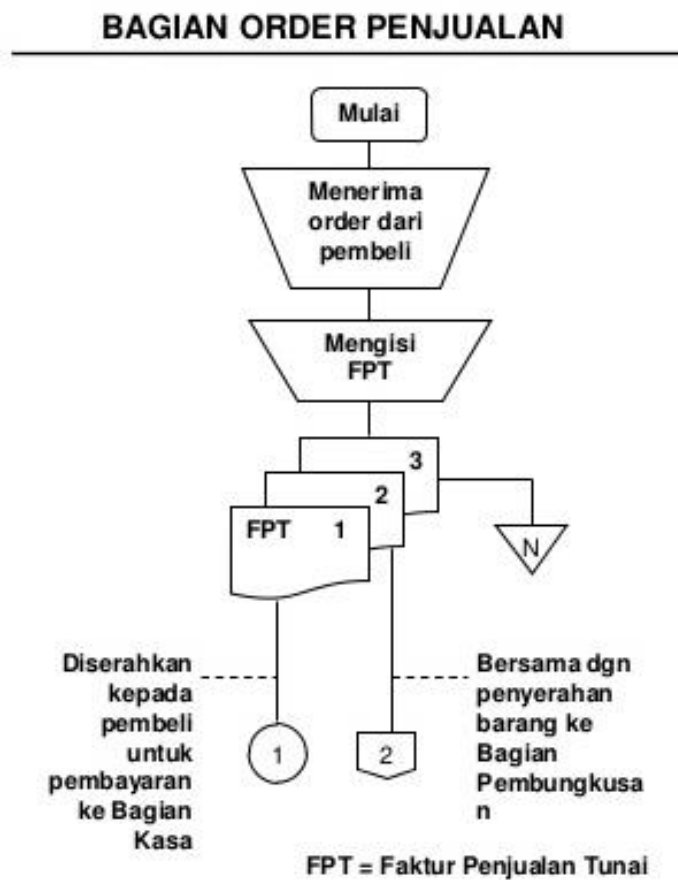 BAGIAN ORDER PENJUALAN
Mulai
Menerima
order dari
pembeli
Mengisi
FPT
3
2
FPT 1
N
Diserahkan
kepada
pembeli
untuk
pembayaran
ke Bagian
Kasa
1
2
Bersama dgn
penyerahan
barang ke
Bagian
Pembungkusa
n
FPT = Faktur Penjualan Tunai